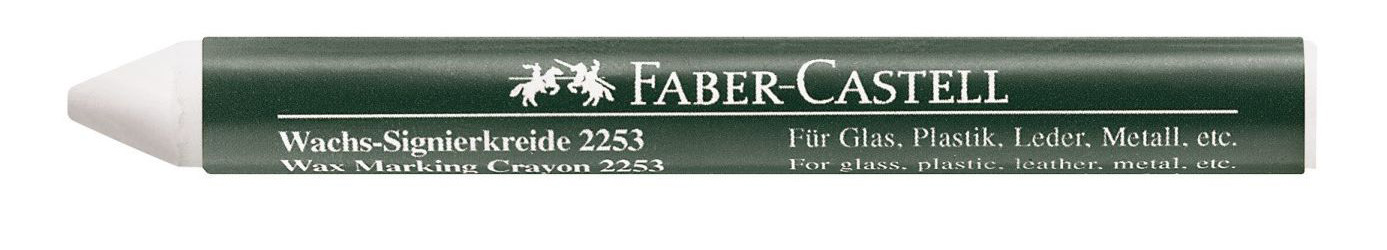 FABER-CASTELL
Wachs-Signierkreide 2253 Für Glas, Plastik, Leder, Metall, etc.
Wax Marking Crayon 2253 For glass, plastic, leather, metal, etc.